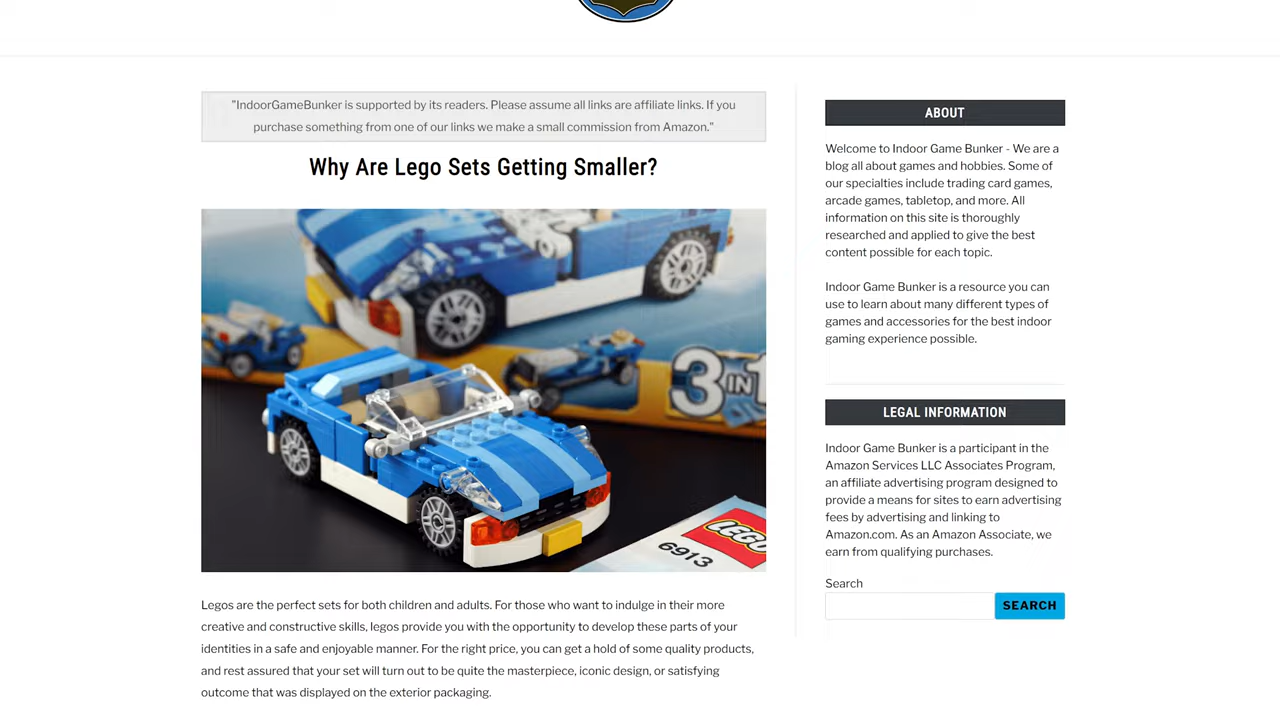 "IndoorGameBunker is supported by its readers. Please assume all links are affiliate links. If you
purchase something from one of our links we make a small commission from Amazon."
Why Are Lego Sets Getting Smaller?
3 IN 1
LEGO
6913
Legos are the perfect sets for both children and adults. For those who want to indulge in their more
creative and constructive skills, legos provide you with the opportunity to develop these parts of your
identities in a safe and enjoyable manner. For the right price, you can get a hold of some quality products,
and rest assured that your set will turn out to be quite the masterpiece, iconic design, or satisfying
outcome that was displayed on the exterior packaging.
ABOUT
Welcome to Indoor Game Bunker - We are a
blog all about games and hobbies. Some of
our specialties include trading card games,
arcade games, tabletop, and more. All
information on this site is thoroughly
researched and applied to give the best
content possible for each topic.
Indoor Game Bunker is a resource you can
use to learn about many different types of
games and accessories for the best indoor
gaming experience possible.
LEGAL INFORMATION
Indoor Game Bunker is a participant in the
Amazon Services LLC Associates Program,
an affiliate advertising program designed to
provide a means for sites to earn advertising
fees by advertising and linking to
Amazon.com. As an Amazon Associate, we
earn from qualifying purchases.
Search
SEARCH